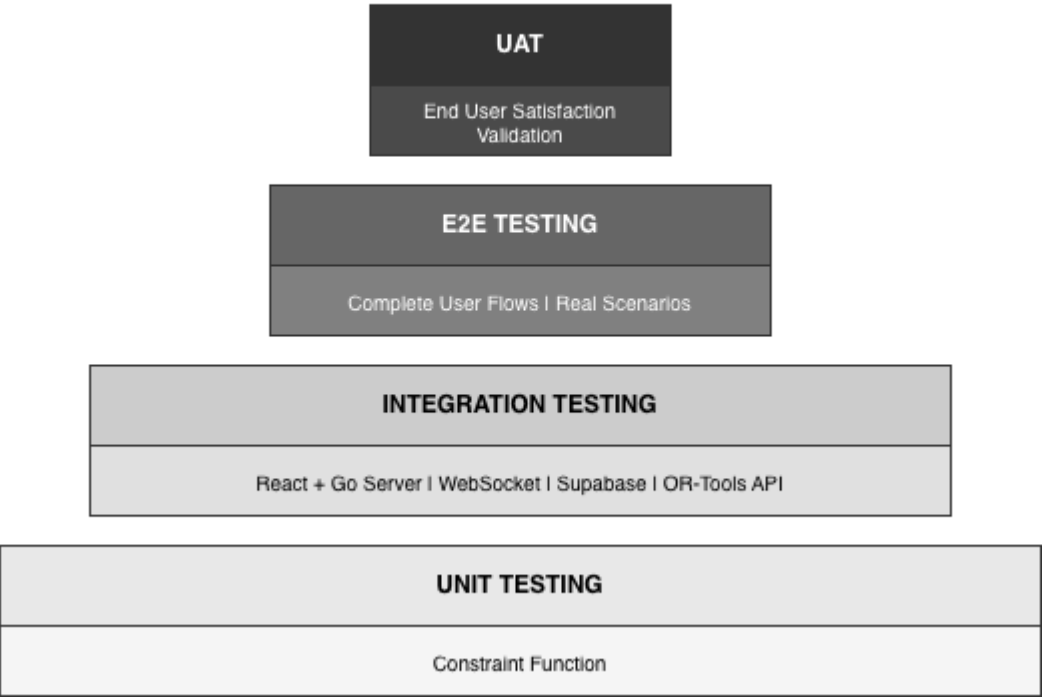 UAT
End User Satisfaction
Validation
E2E TESTING
Complete User Flows | Real Scenarios
INTEGRATION TESTING
React + Go Server | WebSocket | Supabase | OR-Tools API
UNIT TESTING
Constraint Function